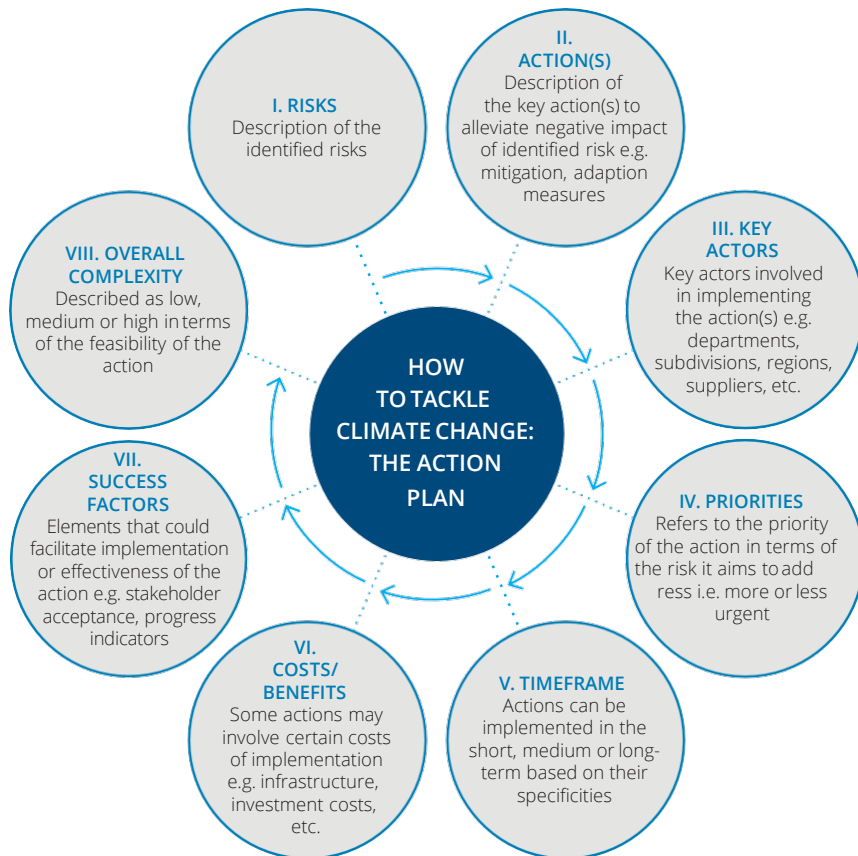 I. RISKS
Description of the
identified risks
II.
ACTION(S)
Description of
the key action(s) to
alleviate negative impact
of identified risk e.g.
mitigation, adaption
measures
III. KEY
ACTORS
Key actors involved
in implementing
the action(s) e.g.
departments,
subdivisions, regions,
suppliers, etc.
IV. PRIORITIES
Refers to the priority
of the action in terms of
the risk it aims to add
ress i.e. more or less
urgent
V. TIMEFRAME
Actions can be
implemented in the
short, medium or long-
term based on their
specificities
VI.
COSTS/
BENEFITS
Some actions may
involve certain costs
of implementation
e.g. infrastructure,
investment costs,
etc.
VII.
SUCCESS
FACTORS
Elements that could
facilitate implementation
or effectiveness of the
action e.g. stakeholder
acceptance, progress
indicators
VIII. OVERALL
COMPLEXITY
Described as low,
medium or high in terms
of the feasibility of the
action
HOW
TO TACKLE
CLIMATE CHANGE:
THE ACTION
PLAN